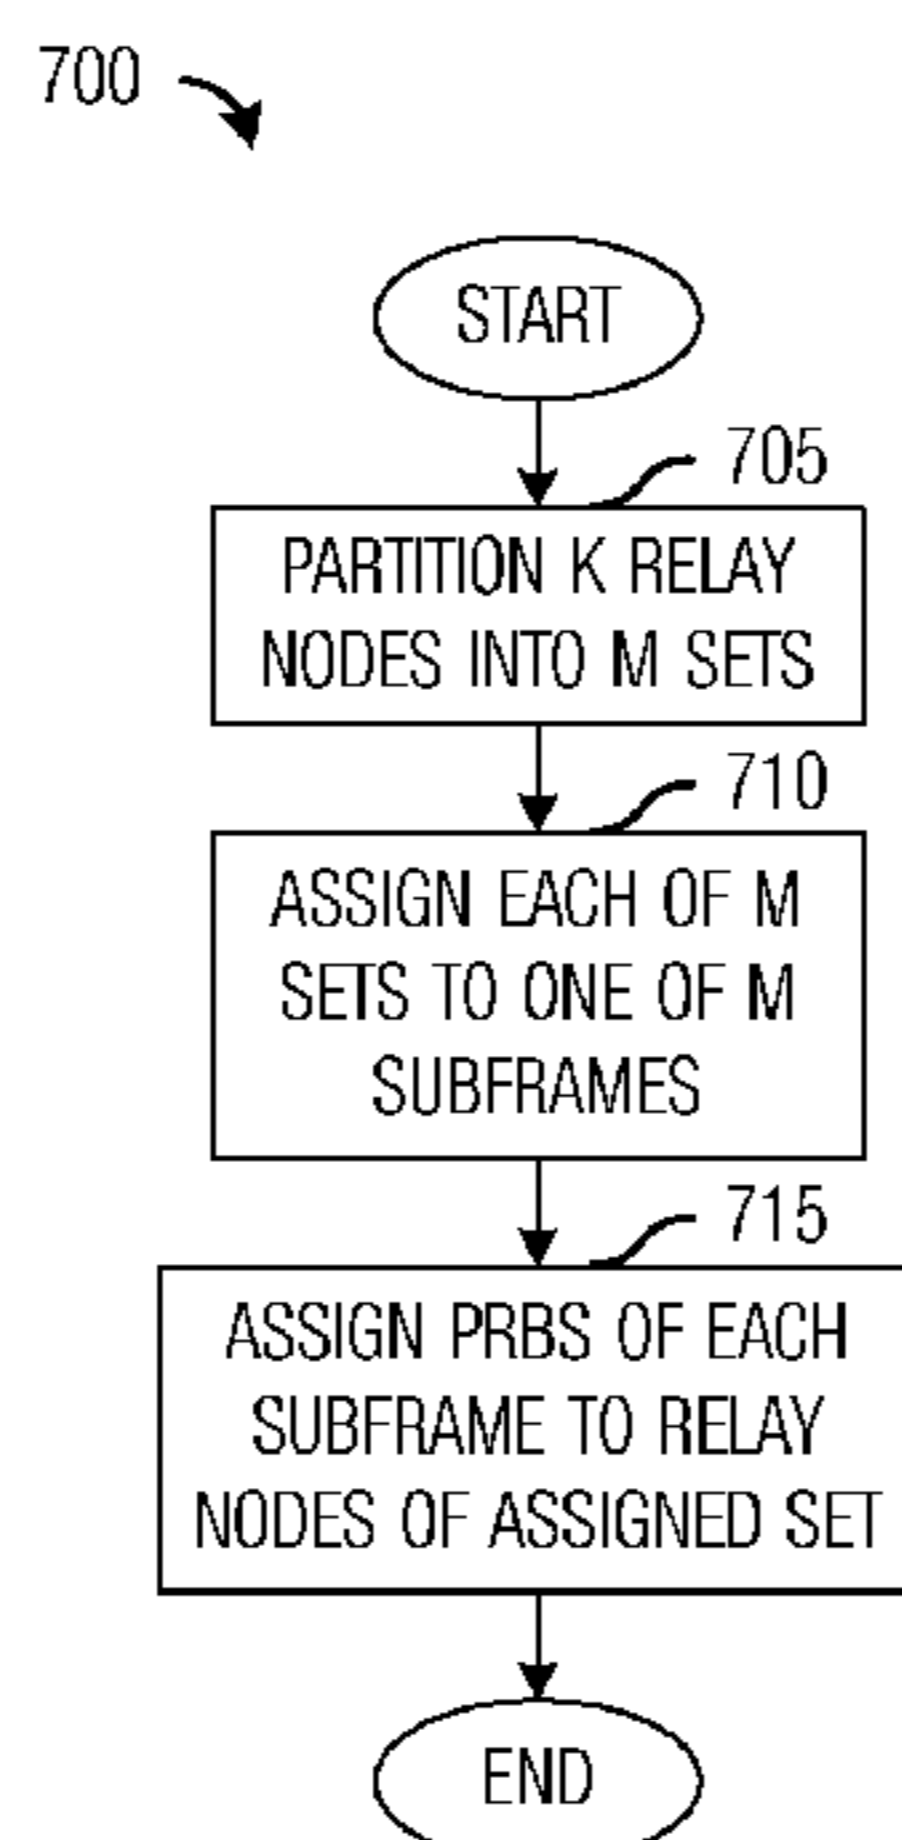 700
START
705
PARTITION K RELAY
NODES INTO M SETS
710
ASSIGN EACH OF M
SETS TO ONE OF M
SUBFRAMES
715
ASSIGN PRBS OF EACH
SUBFRAME TO RELAY
NODES OF ASSIGNED SET
END